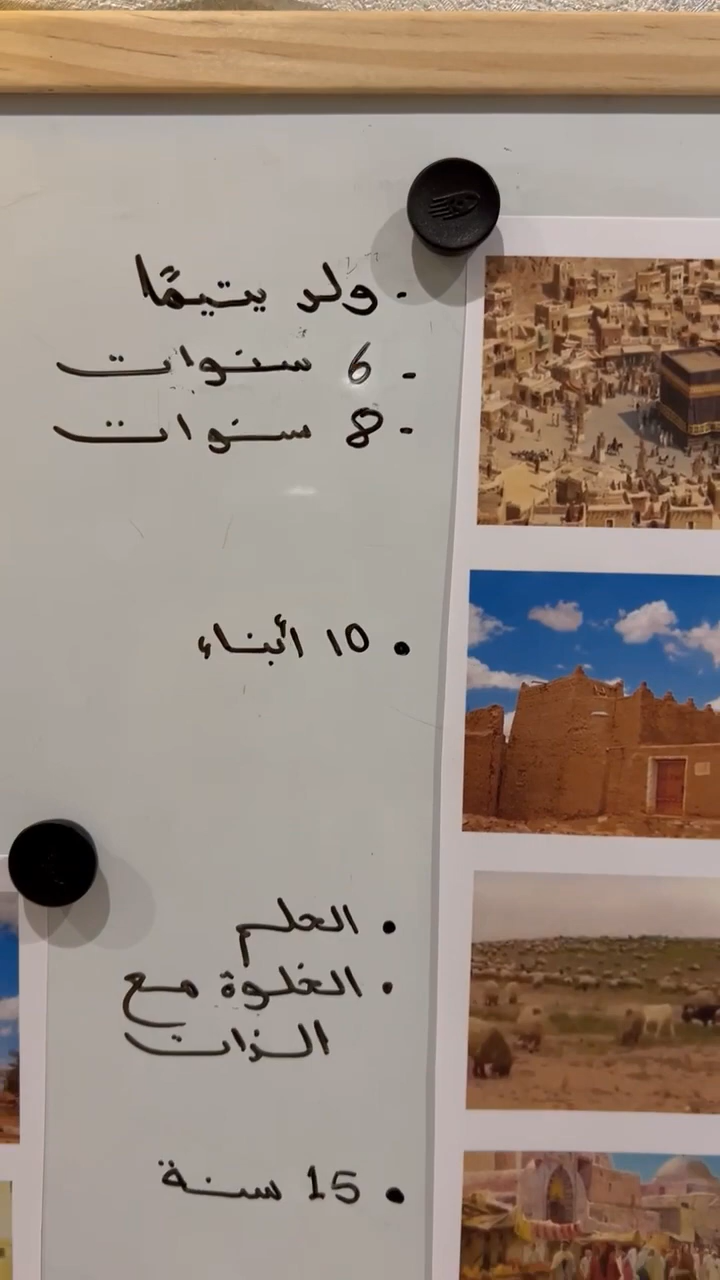 - ولد يتيمًا
- 6 سنوات
- 8 سنوات
• 10 أبناء
• الحلم
• الخلوة مع
الذات
• 15 سنة